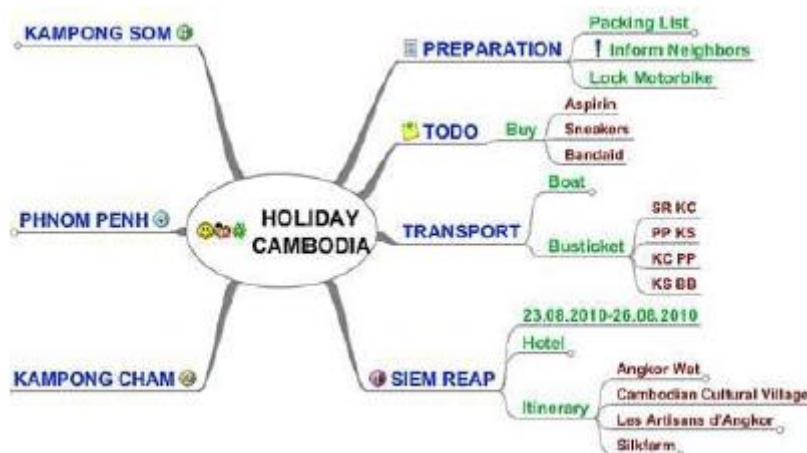 HOLIDAY
CAMBODIA
KAMPONG SOM
PHNOM PENH
KAMPONG CHAM
PREPARATION
Packing List
Inform Neighbors
Lock Motorbike
TODO
Buy
Aspirin
Sneakers
Bandaid
TRANSPORT
Boat
Busticket
SR KC
PP KS
KC PP
KS BB
SIEM REAP
23.08.2010-26.08.2010
Hotel
Itinerary
Angkor Wat
Cambodian Cultural Village
Les Artisans d'Angkor
Silkfarm